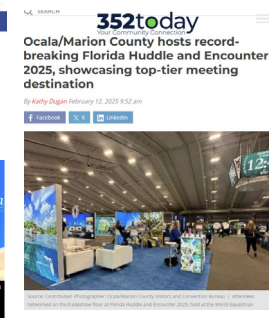 SEARCH
352today
Your Community Connection
Ocala/Marion County hosts record-
breaking Florida Huddle and Encounter
2025, showcasing top-tier meeting
destination
By Kathy Dugan February 12, 2025 9:52 am
Facebook X 0 LinkedIn
Source: Contributed. Photographer: Ocala/Marion County Visitors and Convention Bureau | Attendees
networked on the tradeshow floor at Florida Huddle and Encounter 2025, held at the World Equestrian